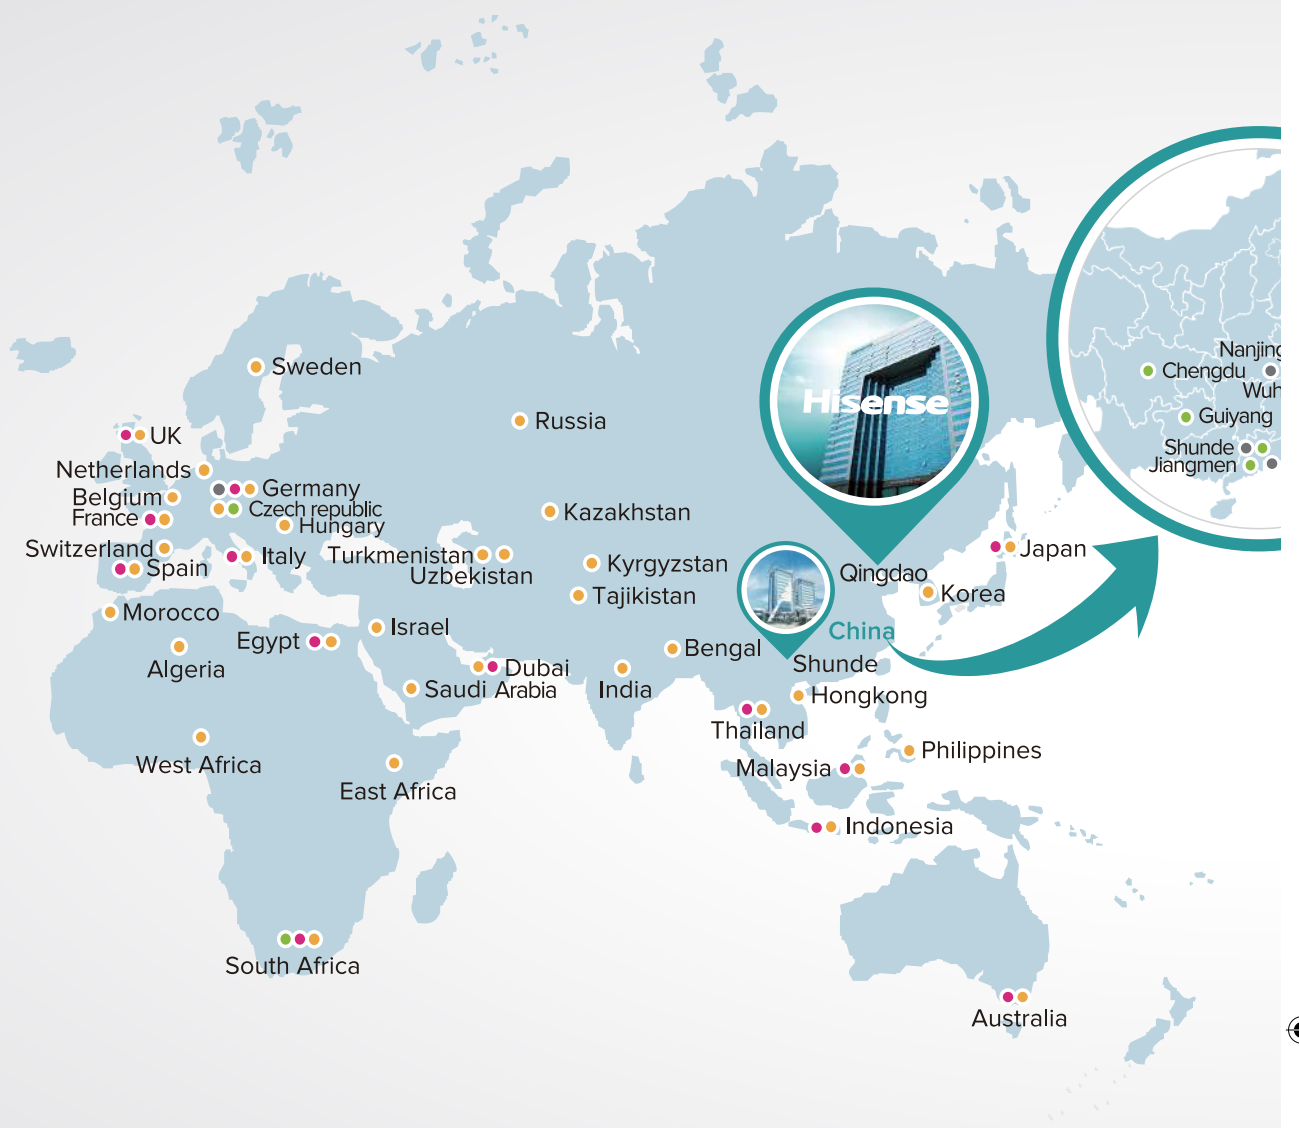 Hisense
Sweden
Nanjing
Chengdu
Wuh
Guiyang
Russia
UK
Shunde
Jiangmen
Netherlands
Germany
Belgium
Czech republic
France
Hungary
Kazakhstan
Switzerland
Italy
Turkmenistan
Japan
Spain
Uzbekistan
Kyrgyzstan
Qingdao
Tajikistan
Korea
Morocco
Israel
China
Egypt
Bengal
Algeria
Dubai
Shunde
Saudi Arabia
India
Hongkong
Thailand
Philippines
West Africa
Malaysia
East Africa
Indonesia
South Africa
Australia